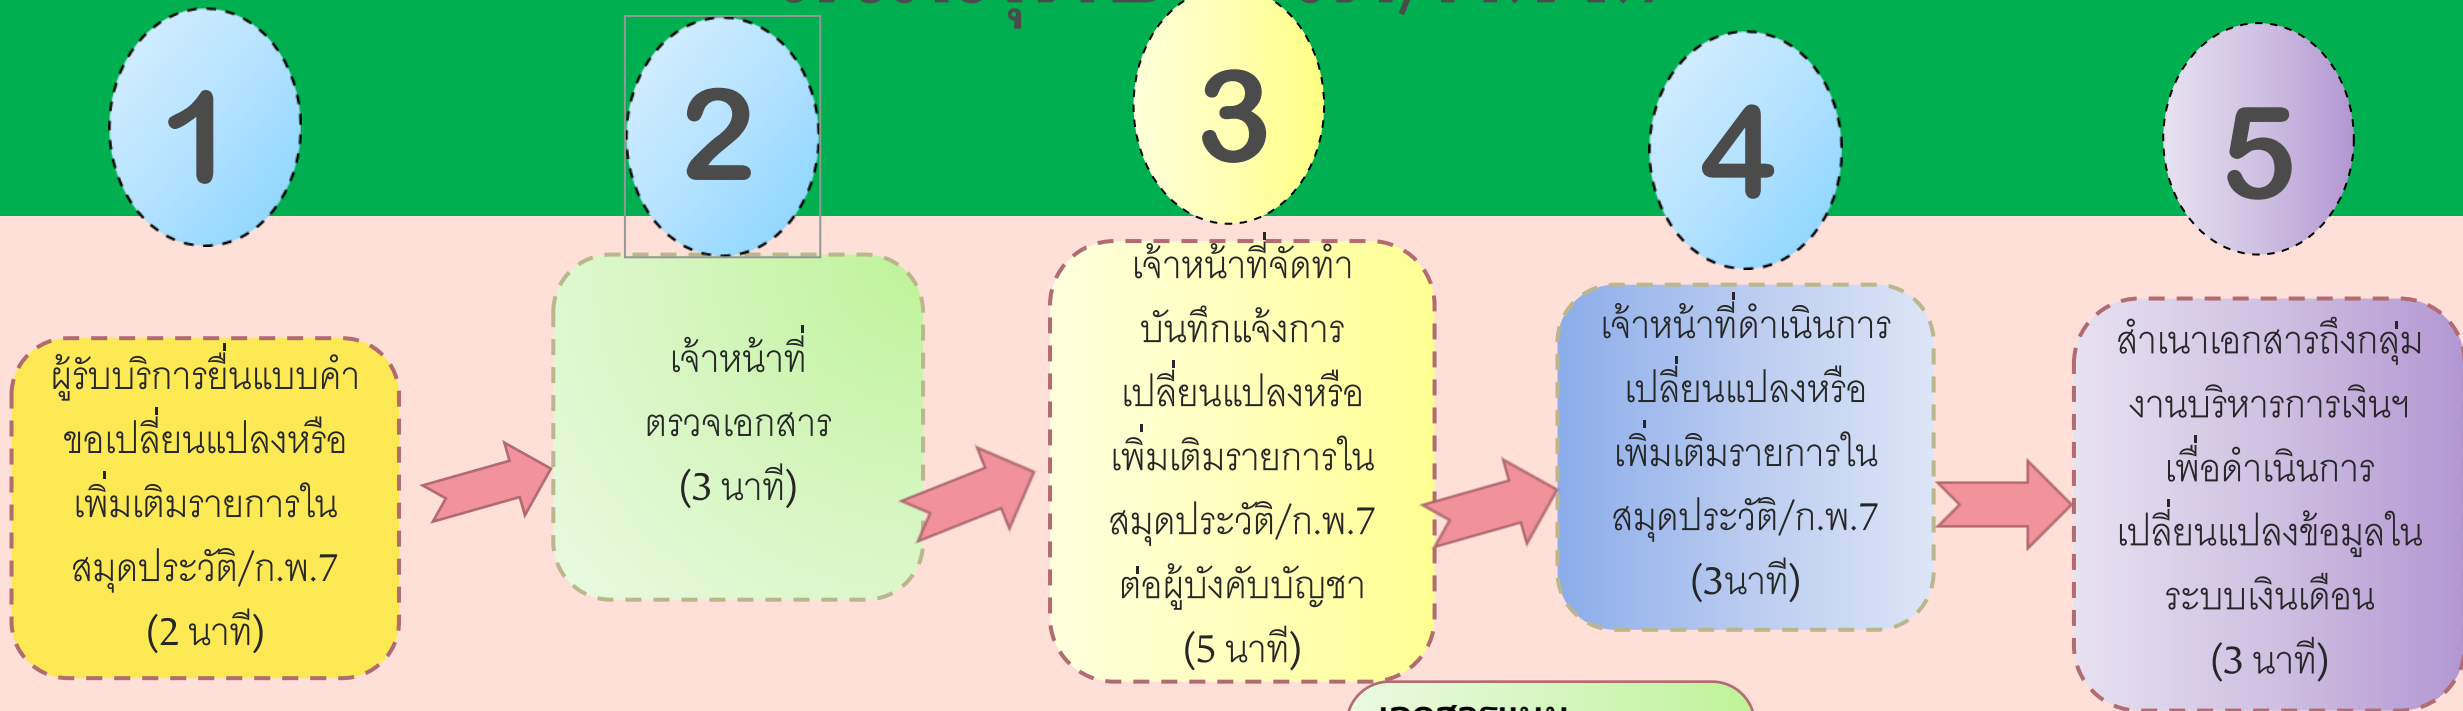 1
2
3
4
5
ผู้รับบริการยื่นแบบคำ
ขอเปลี่ยนแปลงหรือ
เพิ่มเติมรายการใน
สมุดประวัติ/ก.พ.7
(2 นาที)
เจ้าหน้าที่
ตรวจเอกสาร
(3 นาที)
เจ้าหน้าที่จัดทำ
บันทึกแจ้งการ
เปลี่ยนแปลงหรือ
เพิ่มเติมรายการใน
สมุดประวัติ/ก.พ.7
ต่อผู้บังคับบัญชา
(5 นาที)
เจ้าหน้าที่ดำเนินการ
เปลี่ยนแปลงหรือ
เพิ่มเติมรายการใน
สมุดประวัติ/ก.พ.7
(3นาที)
สำเนาเอกสารถึงกลุ่ม
งานบริหารการเงินฯ
เพื่อดำเนินการ
เปลี่ยนแปลงข้อมูลใน
ระบบเงินเดือน
(3 นาที)